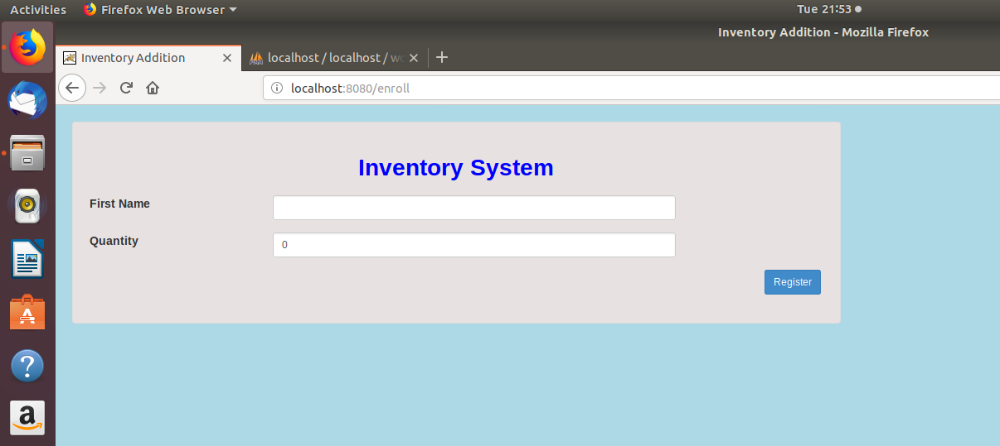 Activities Firefox Web Browser Tue 21:53
Inventory Addition - Mozilla Firefox
Inventory Addition localhost / localhost / wo
localhost:8080/enroll
Inventory System
First Name
Quantity 0
Register